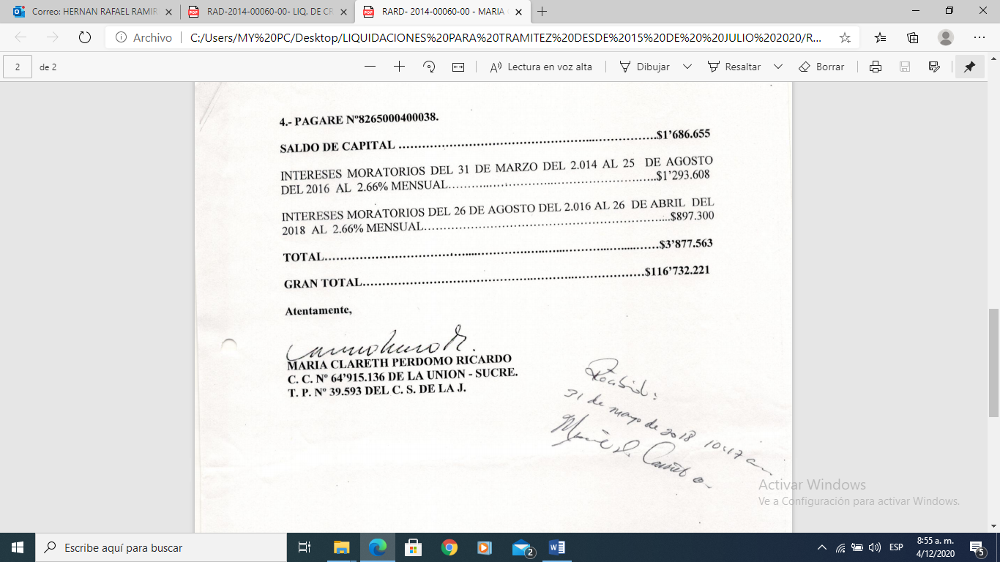 Correo: HERNAN RAFAEL RAMIR
RAD-2014-00060-00- LIQ. DE CR
RARD- 2014-00060-00 - MARIA
Archivo
C:/Users/MY%20PC/Desktop/LIQUIDACIONES%20PARA%20TRAMITEZ%20DESDE%2015%20DE%20%20JULIO%202020/R...
2 de 2
Lectura en voz alta
Dibujar
Resaltar
Borrar
4.- PAGARE Nº8265000400038.
SALDO DE CAPITAL ……………………………………………………...…………….$1’686.655
INTERESES MORATORIOS DEL 31 DE MARZO DEL 2.014 AL 25 DE AGOSTO
DEL 2016 AL 2.66% MENSUAL………..……………..…………………….…..$1’293.608
INTERESES MORATORIOS DEL 26 DE AGOSTO DEL 2.016 AL 26 DE ABRIL DEL
2018 AL 2.66% MENSUAL…………………………………………………………....$897.300
TOTAL…………………………………...……………..…..………..…....……$3’877.563
GRAN TOTAL……………………………………..………..…………………$116’732.221
Atentamente,
MARIA CLARETH PERDOMO RICARDO
C. C. Nº 64’915.136 DE LA UNION - SUCRE.
T. P. Nº 39.593 DEL C. S. DE LA J.
Recibido:
31 de mayo de 2018 10:17 am
Activar Windows
Ve a Configuración para activar Windows.
Escribe aquí para buscar
2
ESP
8:55 a. m.
4/12/2020
5